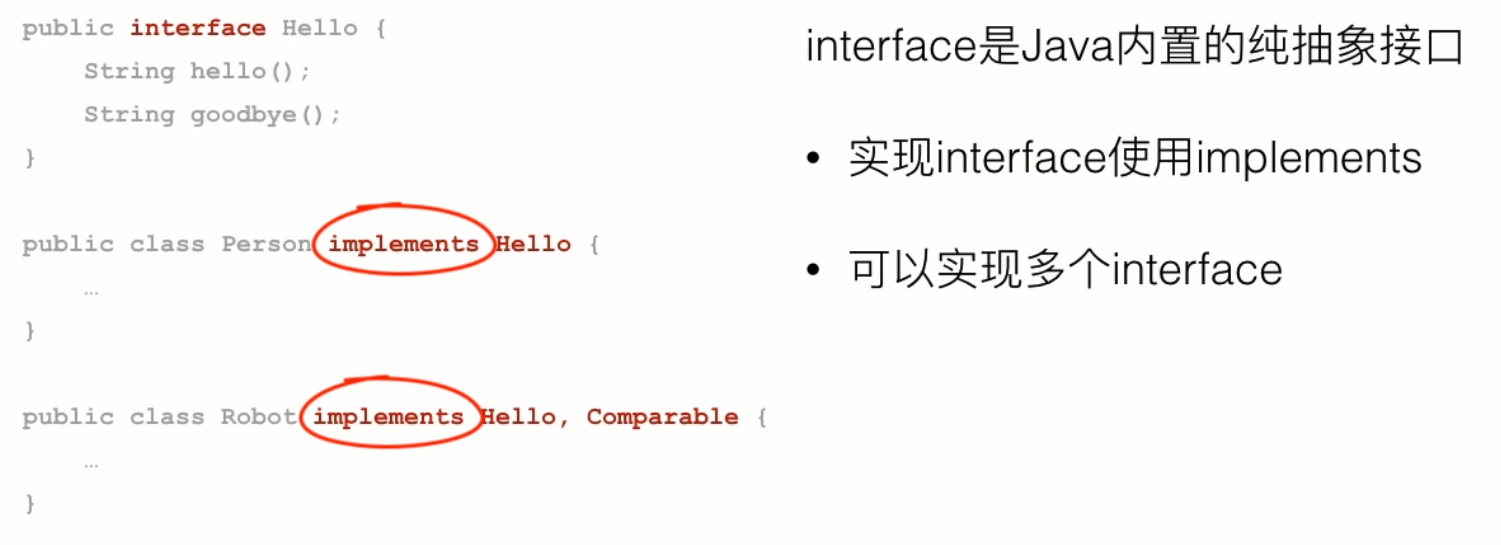 public interface Hello {
    String hello();
    String goodbye();
}
public class Person implements Hello {
    …
}
public class Robot implements Hello, Comparable {
    …
}
interface是Java内置的纯抽象接口
• 实现interface使用implements
• 可以实现多个interface